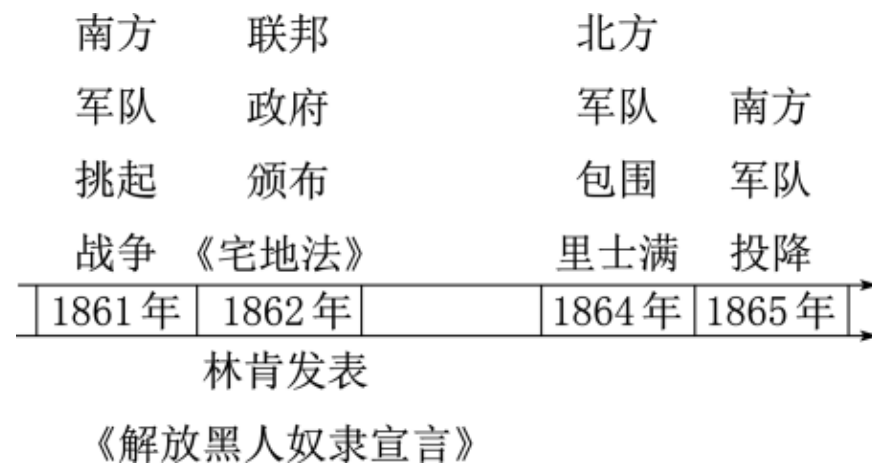 南方 联邦 北方
军队 政府 军队 南方
挑起 颁布 包围 军队
战争 《宅地法》 里士满 投降
1861年 1862年 1864年 1865年
林肯发表
《解放黑人奴隶宣言》